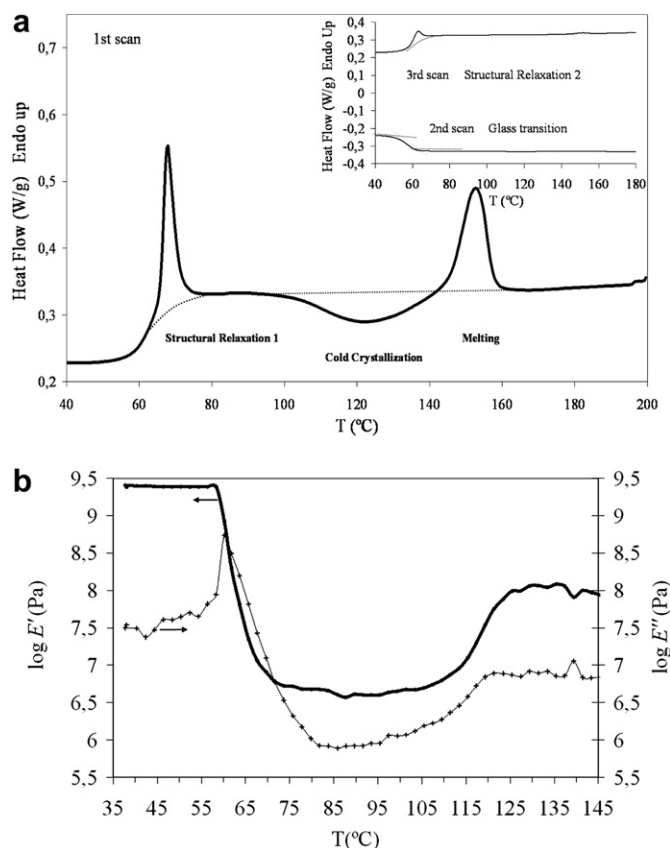 a
1st scan
Heat Flow (W/g) Endo up
0,7
0,6
0,5
0,4
0,3
0,2
40 60 80 100 120 140 160 180 200
T (ºC)
Structural Relaxation 1
Cold Crystallization
Melting
Heat Flow (W/g) Endo Up
0,4
0,3
0,2
0,1
0
-0,1
-0,2
-0,3
-0,4
3rd scan Structural Relaxation 2
2nd scan Glass transition
40 60 80 100 120 140 160 180
T (ºC)
b
log E' (Pa)
9,5
9
8,5
8
7,5
7
6,5
6
5,5
35 45 55 65 75 85 95 105 115 125 135 145
T(ºC)
9,5
9
8,5
8
7,5
7
6,5
6
5,5
log E'' (Pa)